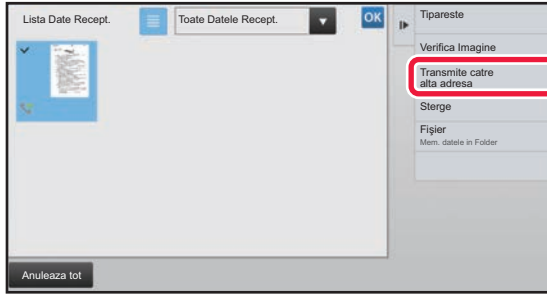 Lista Date Recept.
Toate Datele Recept.
OK
Tipareste
Verifica Imagine
Transmite catre
alta adresa
Sterge
Fişier
Mem. datele in Folder
Anuleaza tot